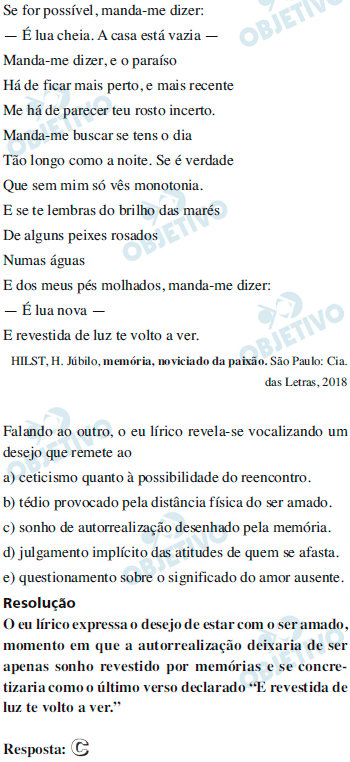 Se for possível, manda-me dizer:
— É lua cheia. A casa está vazia —
Manda-me dizer, e o paraíso
Há de ficar mais perto, e mais recente
Me há de parecer teu rosto incerto.
Manda-me buscar se tens o dia
Tão longo como a noite. Se é verdade
Que sem mim só vês monotonia.
E se te lembras do brilho das marés
De alguns peixes rosados
Numas águas
E dos meus pés molhados, manda-me dizer:
— É lua nova —
E revestida de luz te volto a ver.
HILST, H. Júbilo, memória, noviciado da paixão. São Paulo: Cia.
das Letras, 2018
Falando ao outro, o eu lírico revela-se vocalizando um
desejo que remete ao
a) ceticismo quanto à possibilidade do reencontro.
b) tédio provocado pela distância física do ser amado.
c) sonho de autorrealização desenhado pela memória.
d) julgamento implícito das atitudes de quem se afasta.
e) questionamento sobre o significado do amor ausente.
Resolução
O eu lírico expressa o desejo de estar com o ser amado,
momento em que a autorrealização deixaria de ser
apenas sonho revestido por memórias e se concre-
tizaria como o último verso declarado “E revestida de
luz te volto a ver.”
Resposta: C